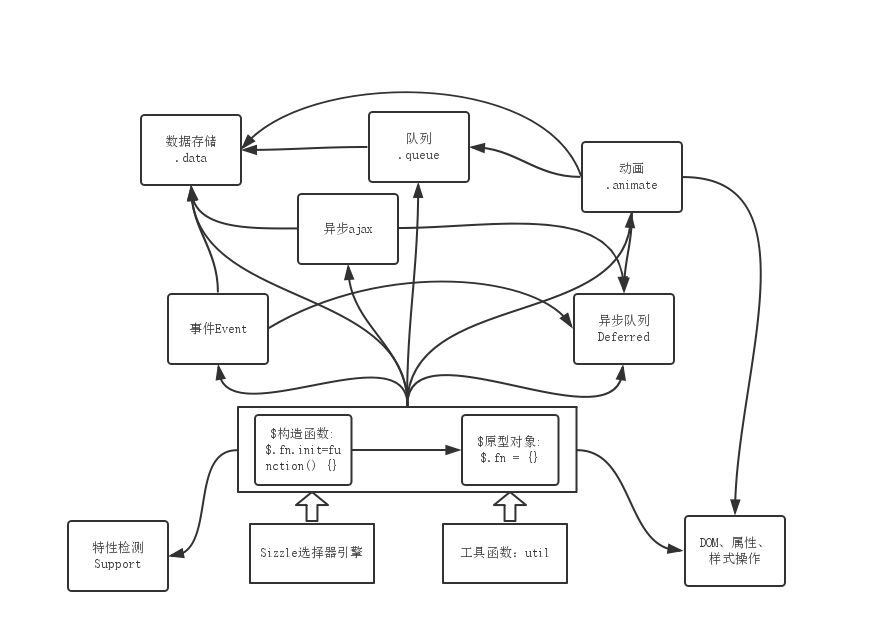 数据存储
.data
队列
.queue
动画
.animate
异步ajax
事件Event
异步队列
Deferred
$构造函数:
$.fn.init=fu
nction() {}
$原型对象:
$.fn = {}
特性检测
Support
Sizzle选择器引擎
工具函数: util
DOM、属性、
样式操作